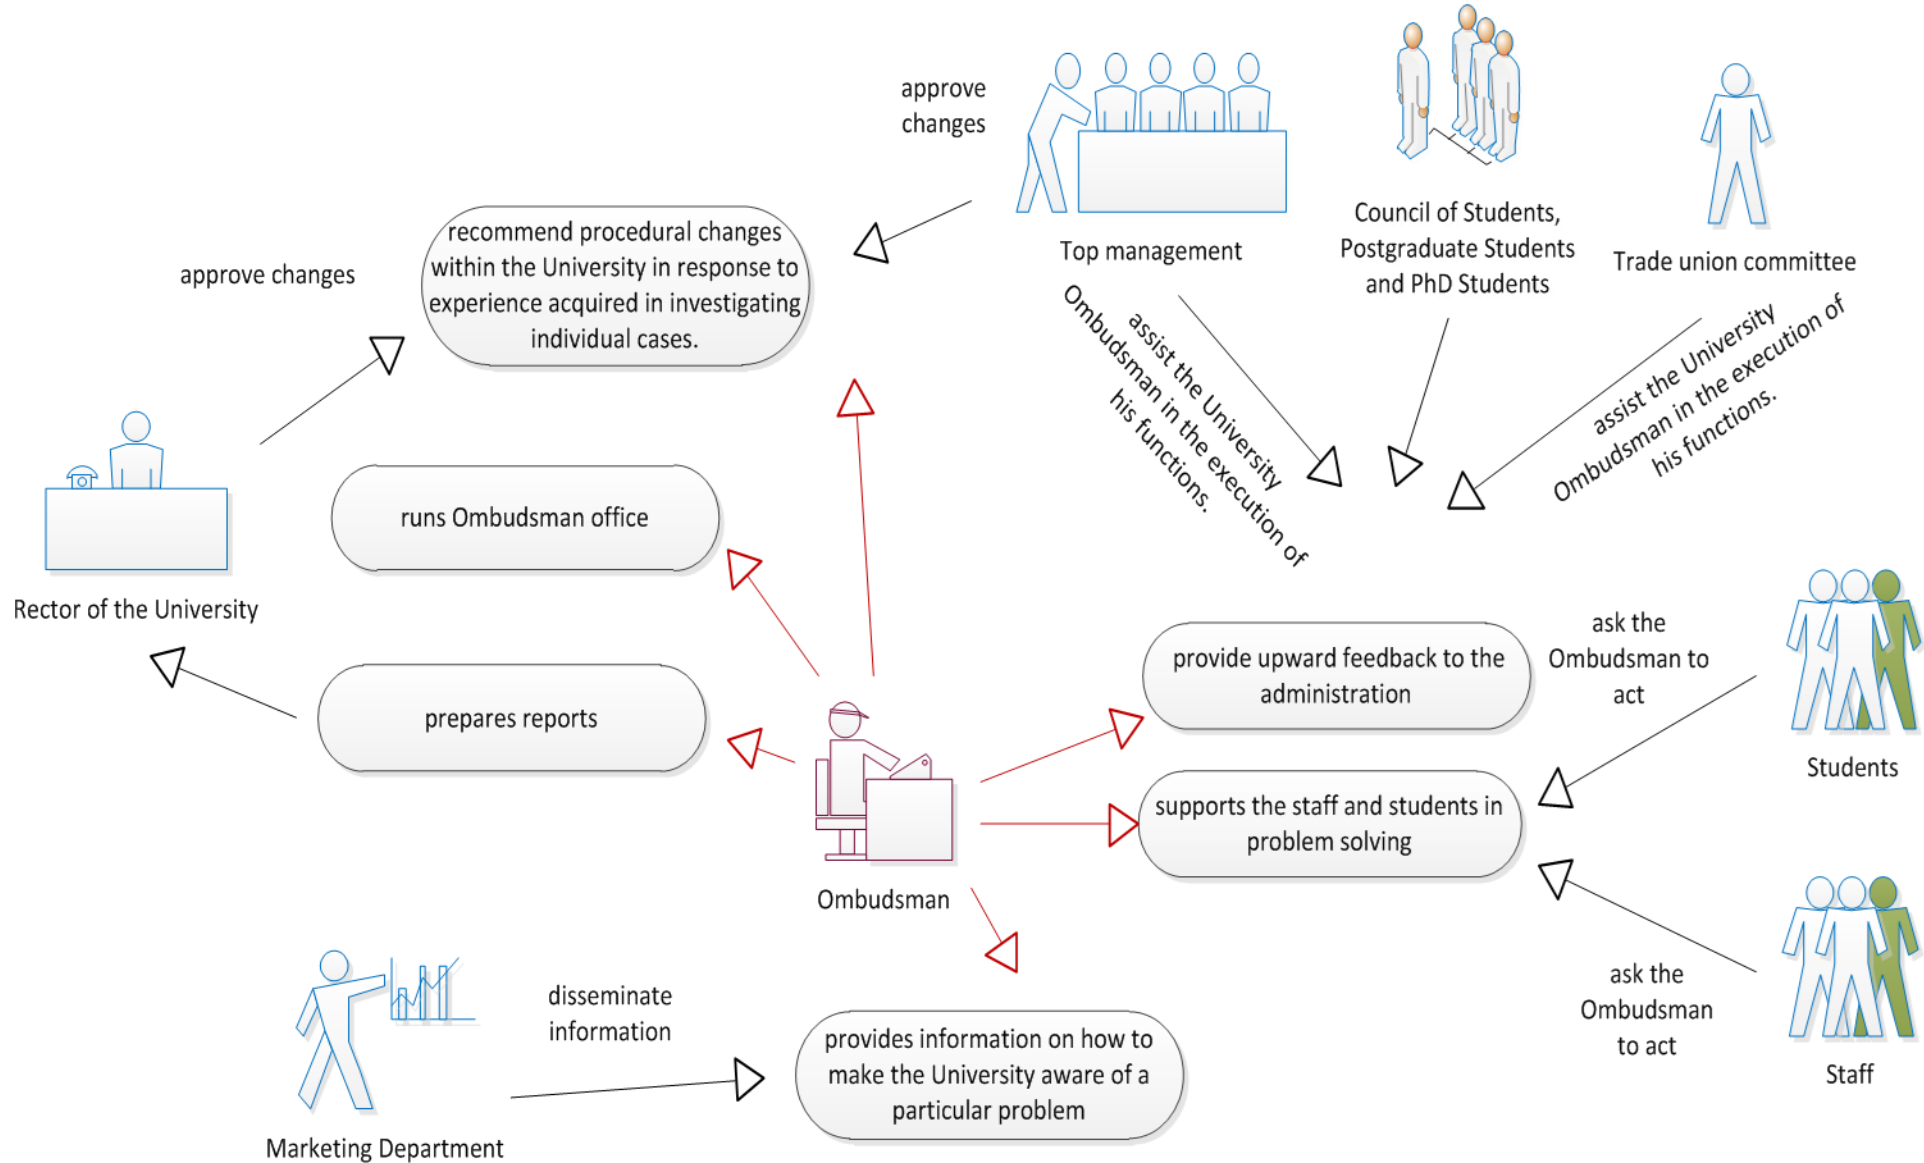 approve
changes
Top management
Council of Students,
Postgraduate Students
and PhD Students
Trade union committee
recommend procedural changes
within the University in response to
experience acquired in investigating
individual cases.
approve changes
assist the University
Ombudsman in the execution of
his functions.
assist the University
Ombudsman in the execution of
his functions.
runs Ombudsman office
Rector of the University
prepares reports
provide upward feedback to the
administration
ask the
Ombudsman to
act
Students
supports the staff and students in
problem solving
Ombudsman
ask the
Ombudsman
to act
Staff
disseminate
information
provides information on how to
make the University aware of a
particular problem
Marketing Department